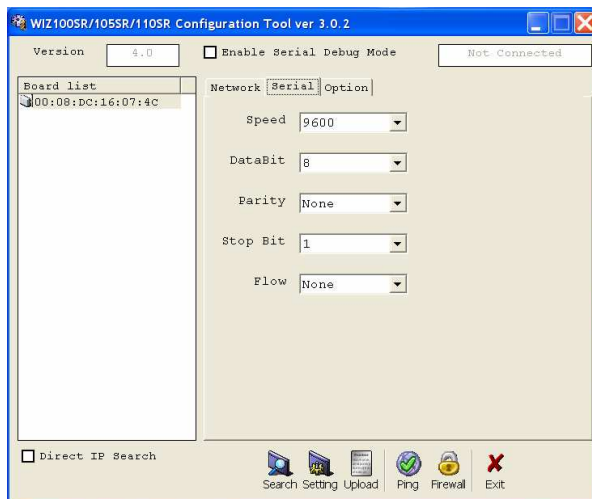 WIZ100SR/105SR/110SR Configuration Tool ver 3.0.2
Version 4.0 Enable Serial Debug Mode Not Connected
Board list
00:08:DC:16:07:4C
Network Serial Option
Speed 9600
DataBit 8
Parity None
Stop Bit 1
Flow None
Direct IP Search
Search Setting Upload Ping Firewall Exit